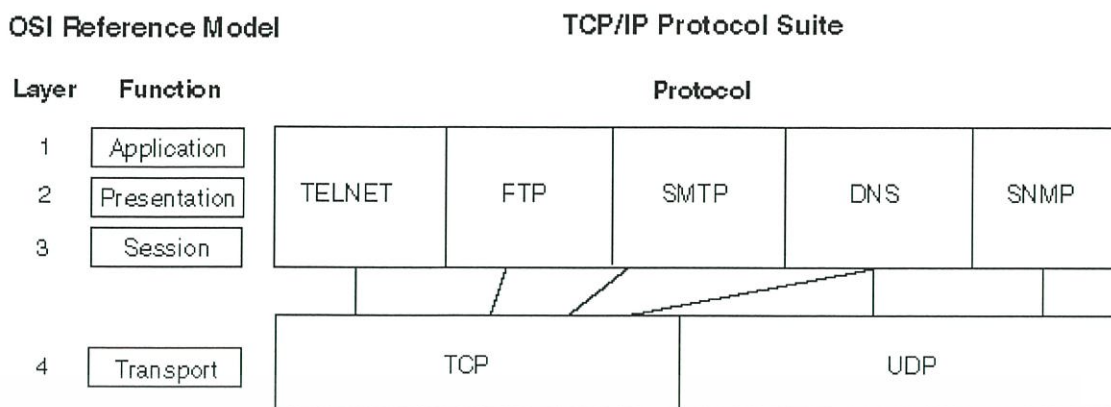 OSI Reference Model TCP/IP Protocol Suite
Layer Function Protocol
1 Application
2 Presentation TELNET FTP SMTP DNS SNMP
3 Session
4 Transport TCP UDP